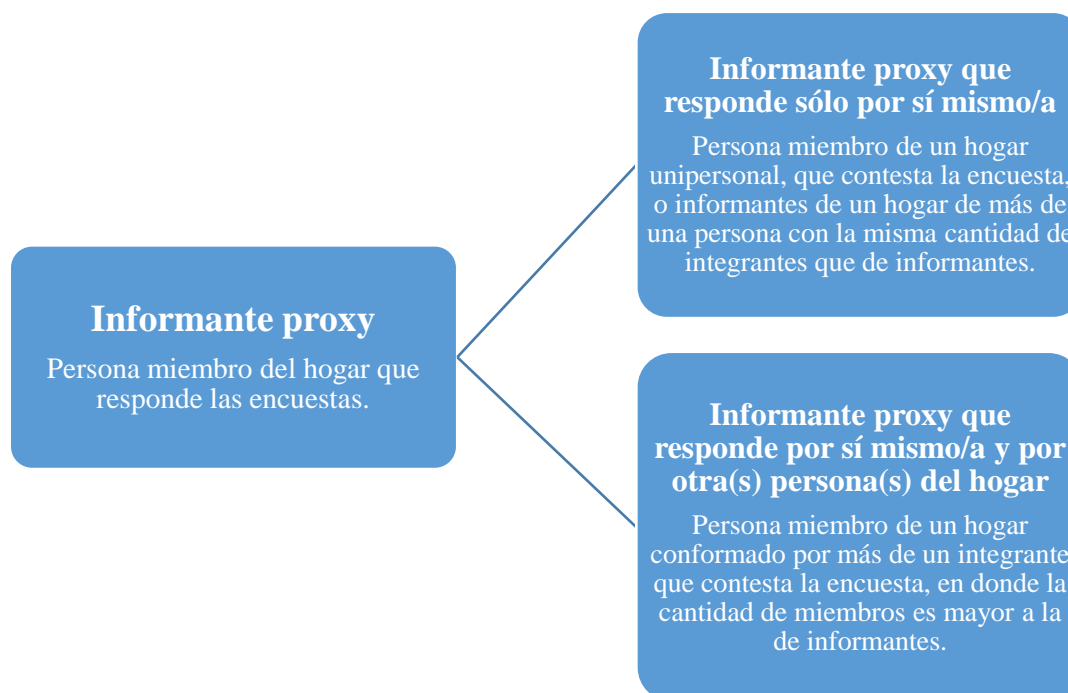 Informante proxy
Persona miembro del hogar que
responde las encuestas.
Informante proxy que
responde sólo por sí mismo/a
Persona miembro de un hogar
unipersonal, que contesta la encuesta,
o informantes de un hogar de más de
una persona con la misma cantidad de
integrantes que de informantes.
Informante proxy que
responde por sí mismo/a y por
otra(s) persona(s) del hogar
Persona miembro de un hogar
conformado por más de un integrante
que contesta la encuesta, en donde la
cantidad de miembros es mayor a la
de informantes.